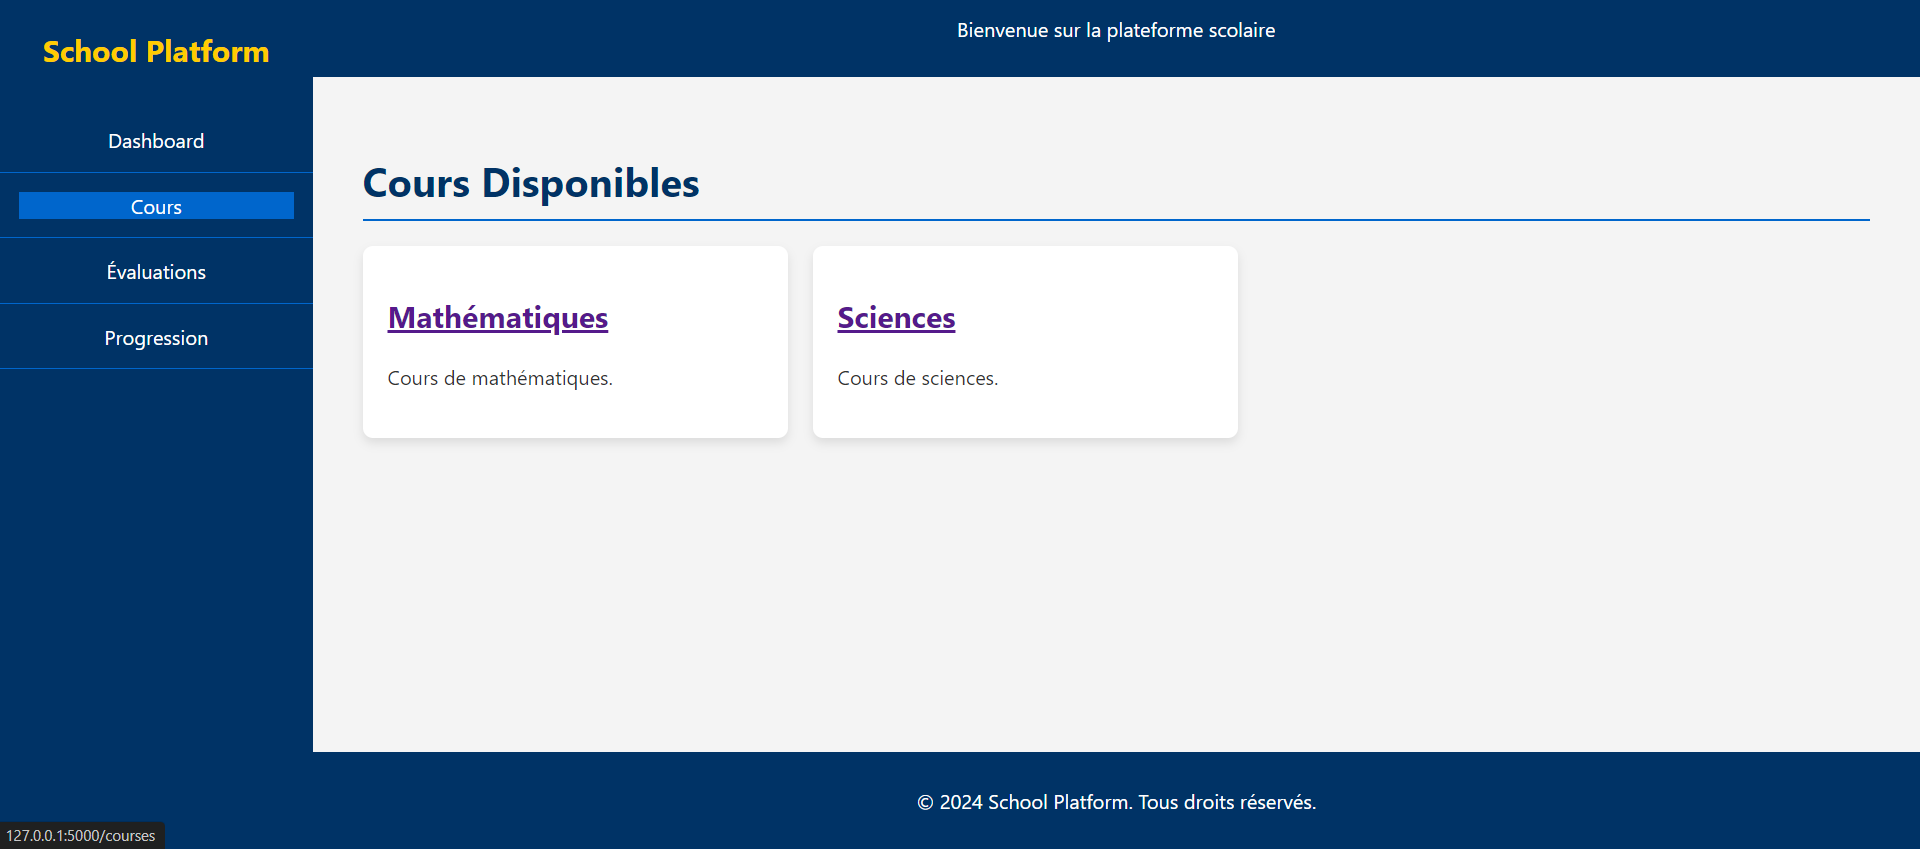 School Platform
Dashboard
Cours
Évaluations
Progression
Bienvenue sur la plateforme scolaire
Cours Disponibles
Mathématiques
Cours de mathématiques.
Sciences
Cours de sciences.
© 2024 School Platform. Tous droits réservés.
127.0.0.1:5000/courses